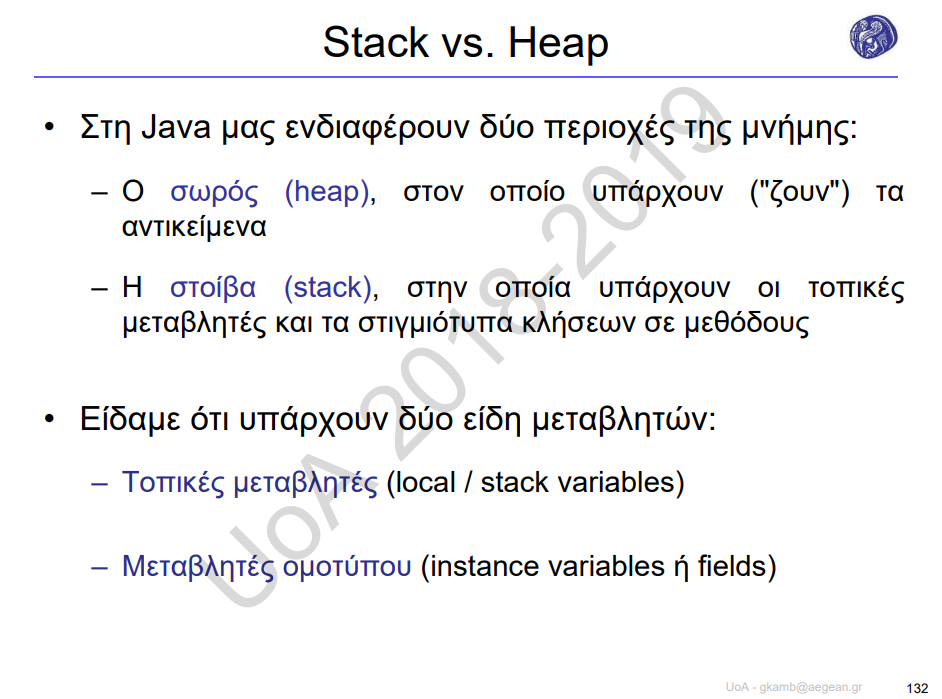 Stack vs. Heap
• Στη Java μας ενδιαφέρουν δύο περιοχές της μνήμης:
– Ο σωρός (heap), στον οποίο υπάρχουν ("ζουν") τα
αντικείμενα
– Η στοίβα (stack), στην οποία υπάρχουν οι τοπικές
μεταβλητές και τα στιγμιότυπα κλήσεων σε μεθόδους
• Είδαμε ότι υπάρχουν δύο είδη μεταβλητών:
– Τοπικές μεταβλητές (local / stack variables)
– Μεταβλητές ομοτύπου (instance variables ή fields)
UoA 2018-2019
UoA - gkamb@aegean.gr 132